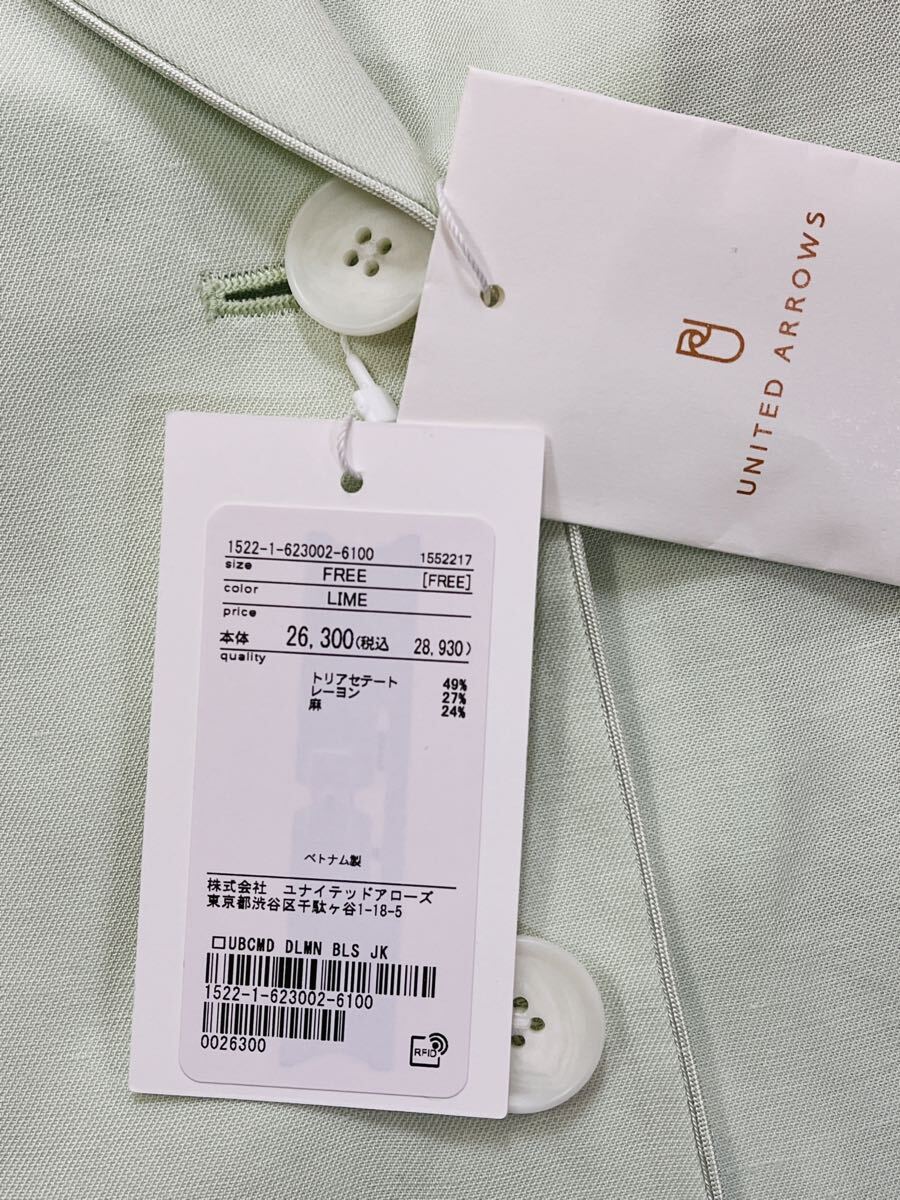 UNITED ARROWS
1522-1-623002-6100 1552217
size FREE [FREE]
color LIME
price
本体 26,300(税込 28,930)
quality
トリアセテート 49%
レーヨン 27%
麻 24%
ベトナム製
株式会社 ユナイテッドアローズ
東京都渋谷区千駄ヶ谷1-18-5
□UBCMD DLMN BLS JK
1522-1-623002-6100
0026300
RFID